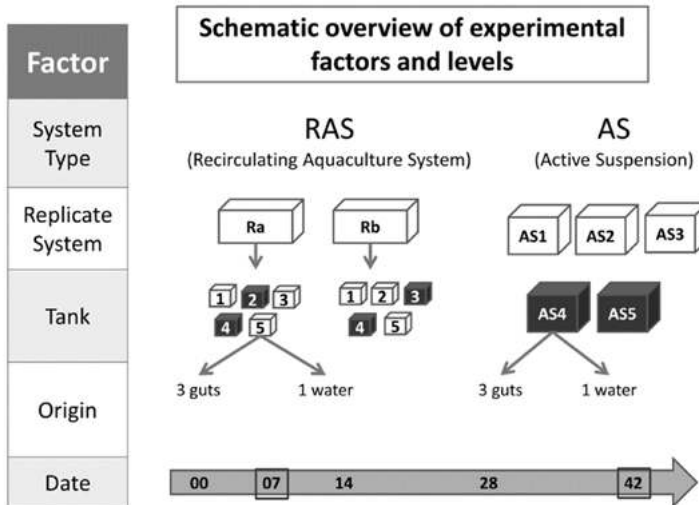 Schematic overview of experimental
factors and levels
Factor
System
Type
RAS
(Recirculating Aquaculture System)
AS
(Active Suspension)
Replicate
System
Ra
Rb
AS1
AS2
AS3
Tank
1
2
3
4
5
1
2
3
4
5
AS4
AS5
Origin
3 guts
1 water
3 guts
1 water
Date
00
07
14
28
42